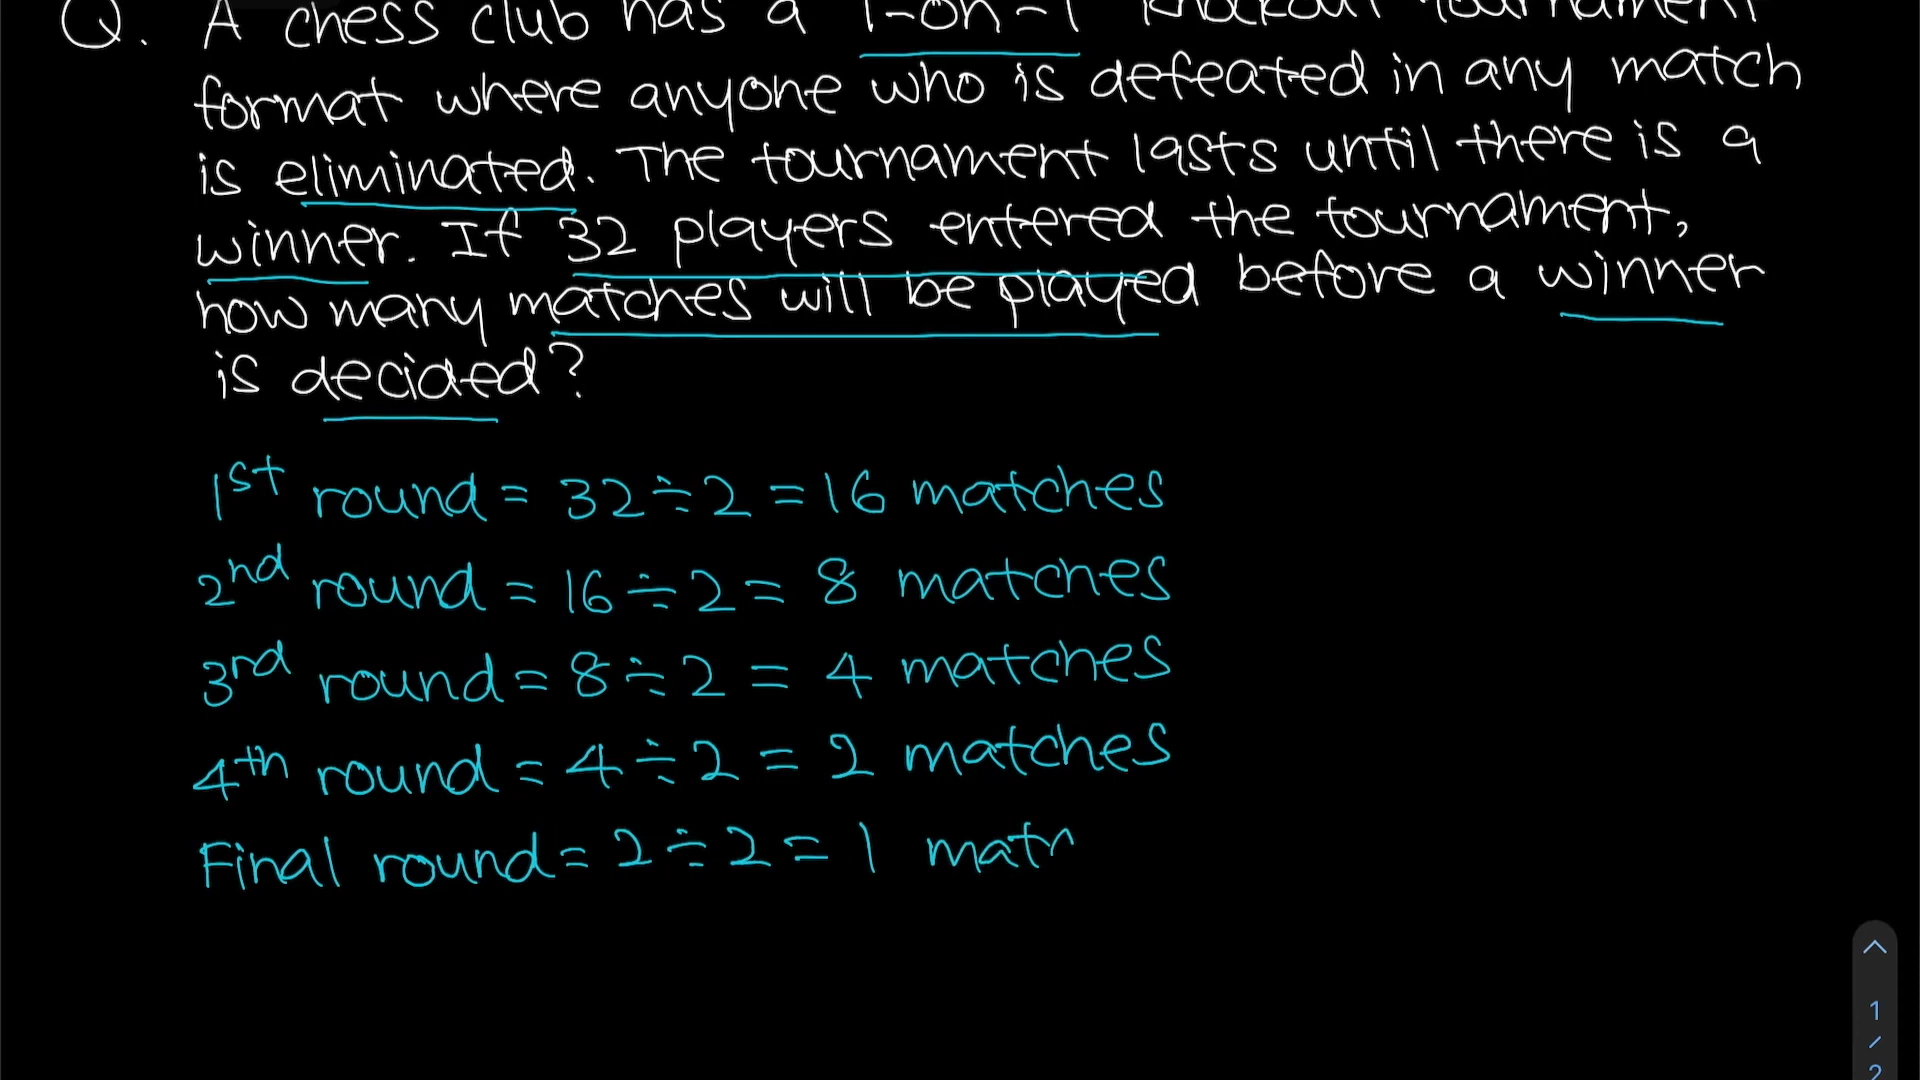 Q. A chess club has a 1-on-1 knockout tournament
format where anyone who is defeated in any match
is eliminated. The tournament lasts until there is a
winner. If 32 players entered the tournament,
how many matches will be played before a winner
is decided?
1st round = 32÷2 = 16 matches
2nd round = 16÷2 = 8 matches
3rd round = 8÷2 = 4 matches
4th round = 4÷2 = 2 matches
Final round = 2÷2 = 1 mat
1
/
2